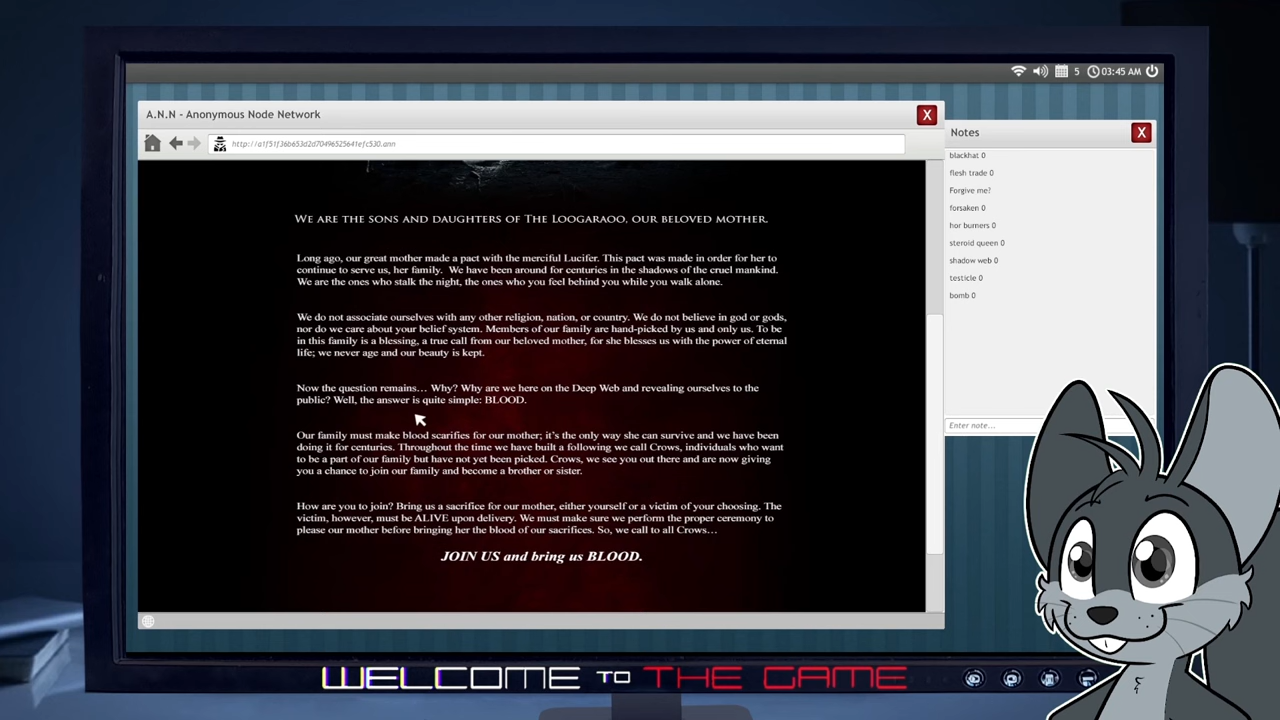 5 03:45 AM
A.N.N - Anonymous Node Network
X
http://a1f51f36b653d2d70496525641efc530.ann
WE ARE THE SONS AND DAUGHTERS OF THE LOOGARAOO, OUR BELOVED MOTHER.
Long ago, our great mother made a pact with the merciful Lucifer. This pact was made in order for her to
continue to serve us, her family. We have been around for centuries in the shadows of the cruel mankind.
We are the ones who stalk the night, the ones who you feel behind you while you walk alone.
We do not associate ourselves with any other religion, nation, or country. We do not believe in god or gods,
nor do we care about your belief system. Members of our family are hand-picked by us and only us. To be
in this family is a blessing, a true call from our beloved mother, for she blesses us with the power of eternal
life; we never age and our beauty is kept.
Now the question remains… Why? Why are we here on the Deep Web and revealing ourselves to the
public? Well, the answer is quite simple: BLOOD.
Our family must make blood scarifies for our mother; it's the only way she can survive and we have been
doing it for centuries. Throughout the time we have built a following we call Crows, individuals who want
to be a part of our family but have not yet been picked. Crows, we see you out there and are now giving
you a chance to join our family and become a brother or sister.
How are you to join? Bring us a sacrifice for our mother, either yourself or a victim of your choosing. The
victim, however, must be ALIVE upon delivery. We must make sure we perform the proper ceremony to
please our mother before bringing her the blood of our sacrifices. So, we call to all Crows…
JOIN US and bring us BLOOD.
Notes
X
blackhat 0
flesh trade 0
Forgive me?
forsaken 0
hor burners 0
steroid queen 0
shadow web 0
testicle 0
bomb 0
Enter note...
WELCOME TO THE GAME